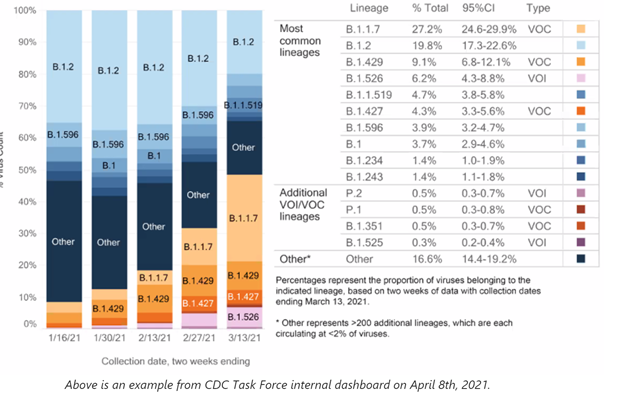 100%
90%
80%
70%
60%
50%
40%
30%
20%
10%
0%
% Virus Count
B.1.2
B.1.596
Other
B.1.2
B.1.596
B.1
Other
B.1.429
B.1.2
B.1.596
B.1
Other
B.1.1.7
B.1.429
B.1.2
B.1.596
Other
B.1.1.7
B.1.429
B.1.427
B.1.2
B.1.1.519
Other
B.1.1.7
B.1.429
B.1.427
B.1.526
1/16/21 1/30/21 2/13/21 2/27/21 3/13/21
Collection date, two weeks ending
Lineage % Total 95%CI Type
Most common lineages
B.1.1.7 27.2% 24.6-29.9% VOC
B.1.2 19.8% 17.3-22.6%
B.1.429 9.1% 6.8-12.1% VOC
B.1.526 6.2% 4.3-8.8% VOI
B.1.1.519 4.7% 3.8-5.8%
B.1.427 4.3% 3.3-5.6% VOC
B.1.596 3.9% 3.2-4.7%
B.1 3.7% 2.9-4.6%
B.1.234 1.4% 1.0-1.9%
B.1.243 1.4% 1.1-1.8%
Additional VOI/VOC lineages
P.2 0.5% 0.3-0.7% VOI
P.1 0.5% 0.3-0.8% VOC
B.1.351 0.5% 0.3-0.7% VOC
B.1.525 0.3% 0.2-0.4% VOI
Other* Other 16.6% 14.4-19.2%
Percentages represent the proportion of viruses belonging to the
indicated lineage, based on two weeks of data with collection dates
ending March 13, 2021.
* Other represents >200 additional lineages, which are each
circulating at <2% of viruses.
Above is an example from CDC Task Force internal dashboard on April 8th, 2021.